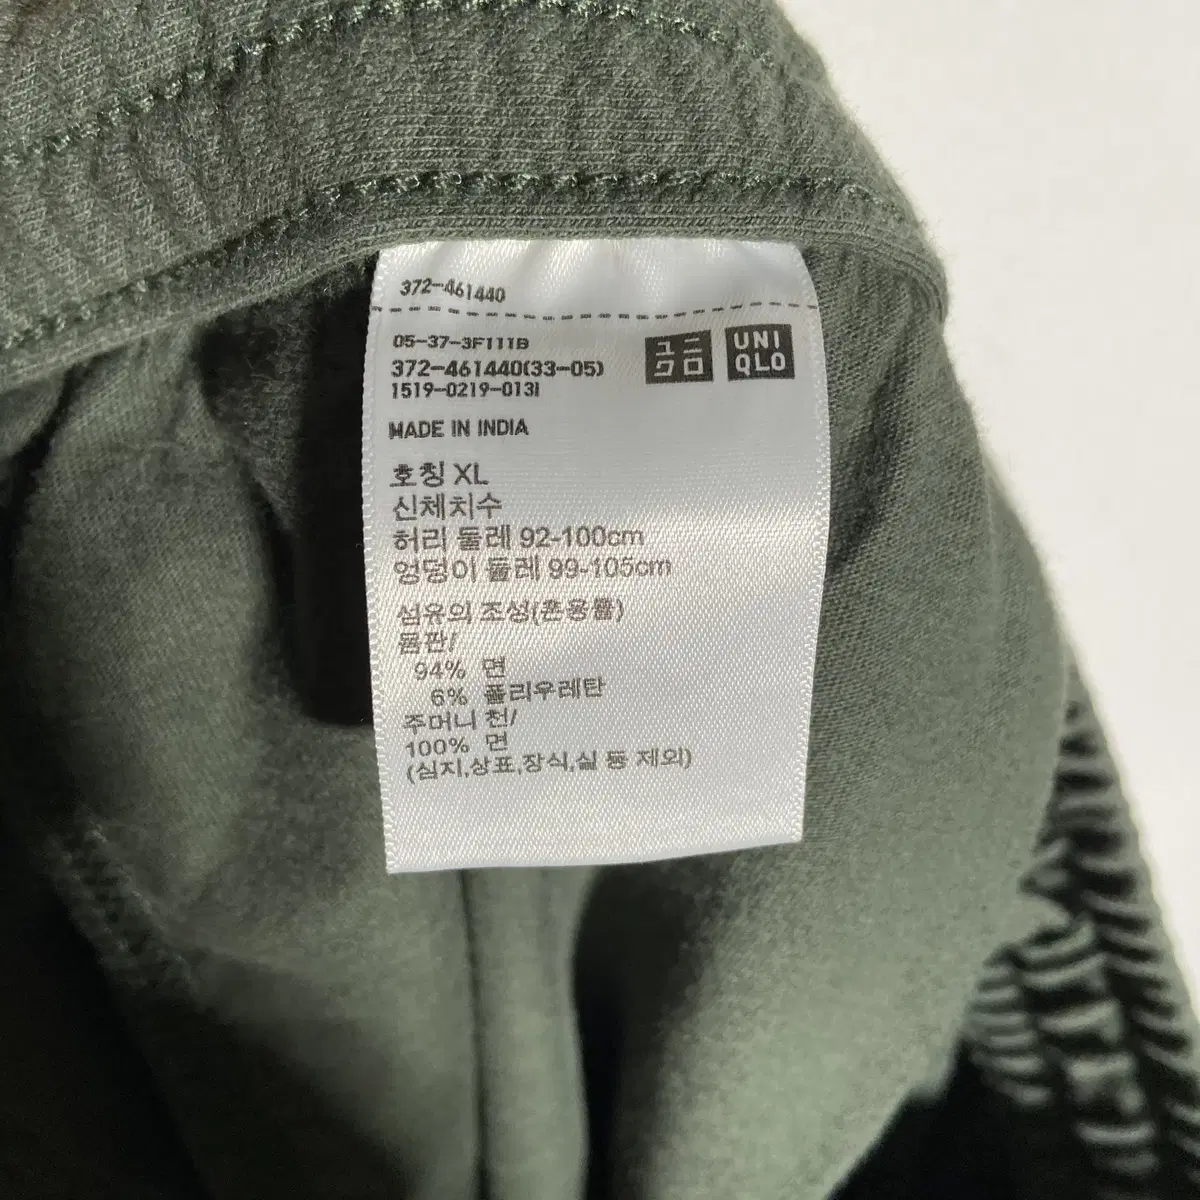 372-461440
05-37-3F111B
372-461440(33-05)
1519-0219-013I
ユニ
クロ
UNI
QLO
MADE IN INDIA
호칭 XL
신체치수
허리 둘레 92-100cm
엉덩이 둘레 99-105cm
섬유의 조성(혼용률)
몸판/
94% 면
6% 폴리우레탄
주머니 천/
100% 면
(심지,상표,장식,실 등 제외)